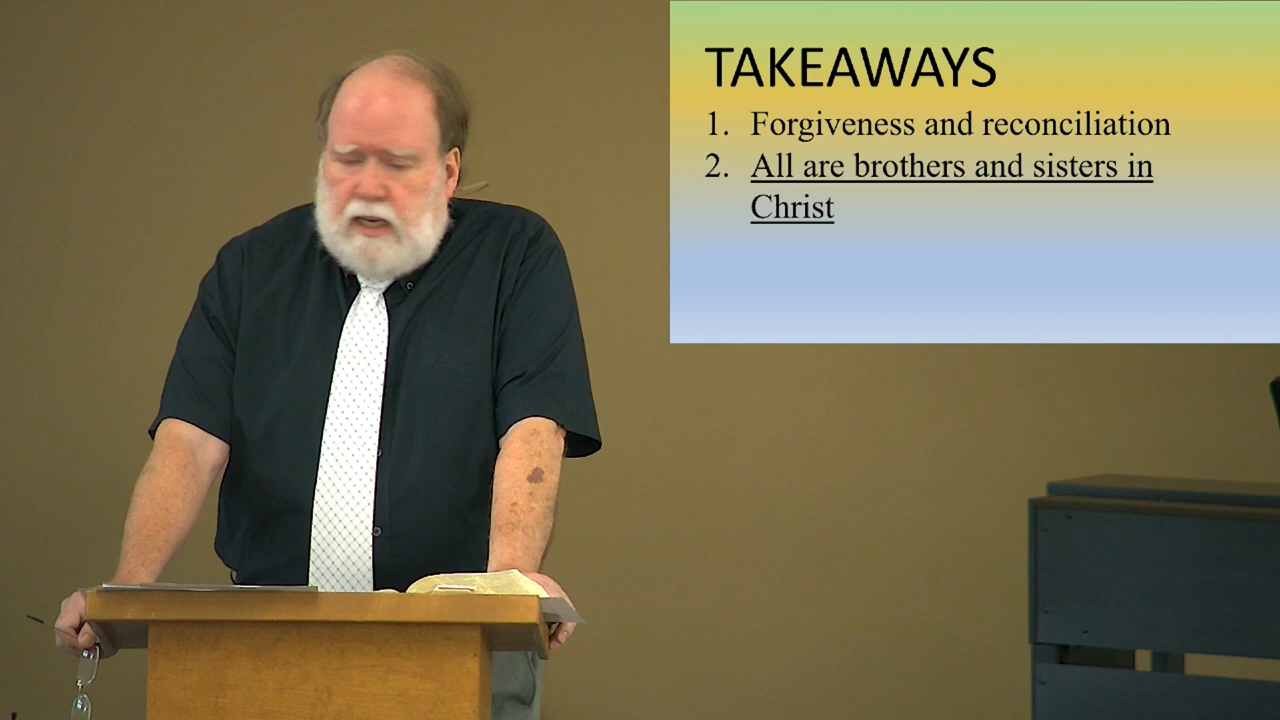 TAKEAWAYS
1. Forgiveness and reconciliation
2. All are brothers and sisters in
Christ